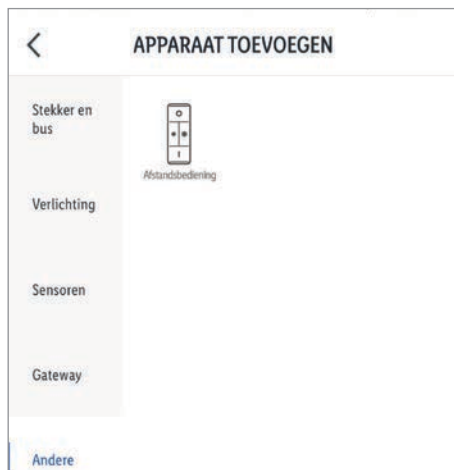 APPARAAT TOEVOEGEN
Stekker en
bus
Afstandsbediening
Verlichting
Sensoren
Gateway
Andere